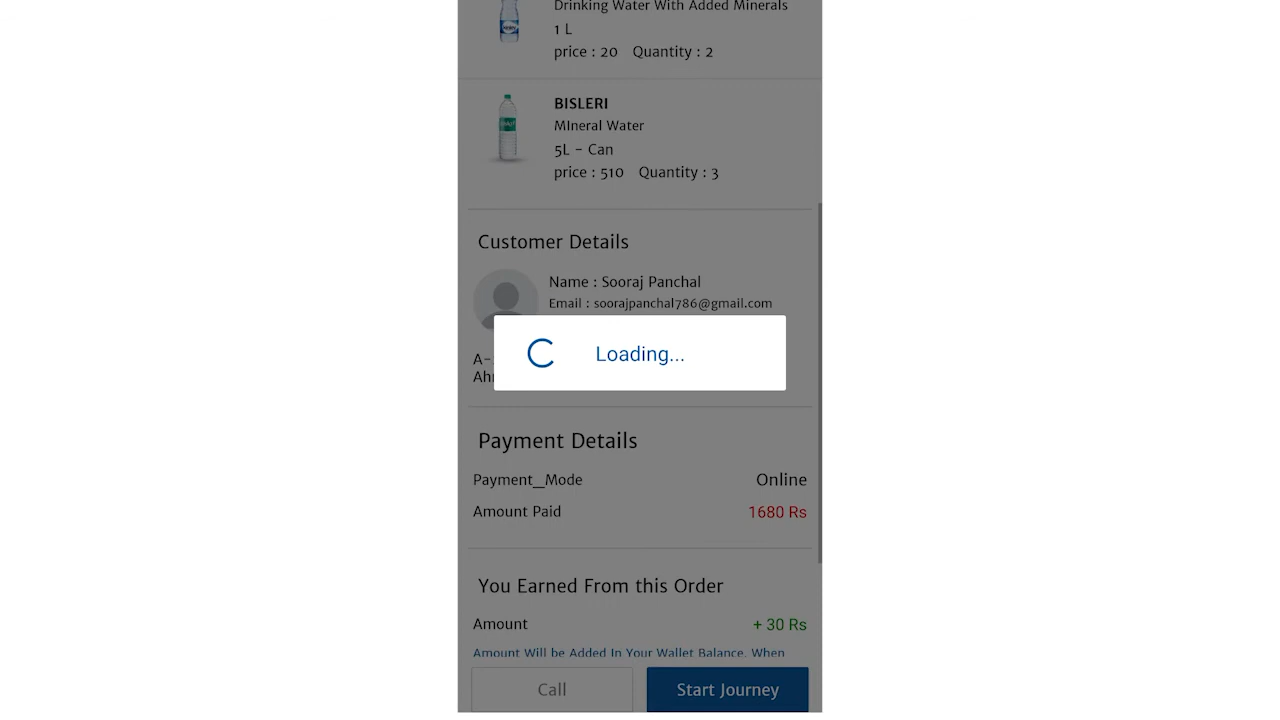 Drinking Water With Added Minerals
1 L
price : 20 Quantity : 2
BISLERI
MIneral Water
5L - Can
price : 510 Quantity : 3
Customer Details
Name : Sooraj Panchal
Email : soorajpanchal786@gmail.com
Loading...
A-
Ah
Payment Details
Payment_Mode Online
Amount Paid 1680 Rs
You Earned From this Order
Amount + 30 Rs
Amount Will be Added In Your Wallet Balance. When
Call Start Journey